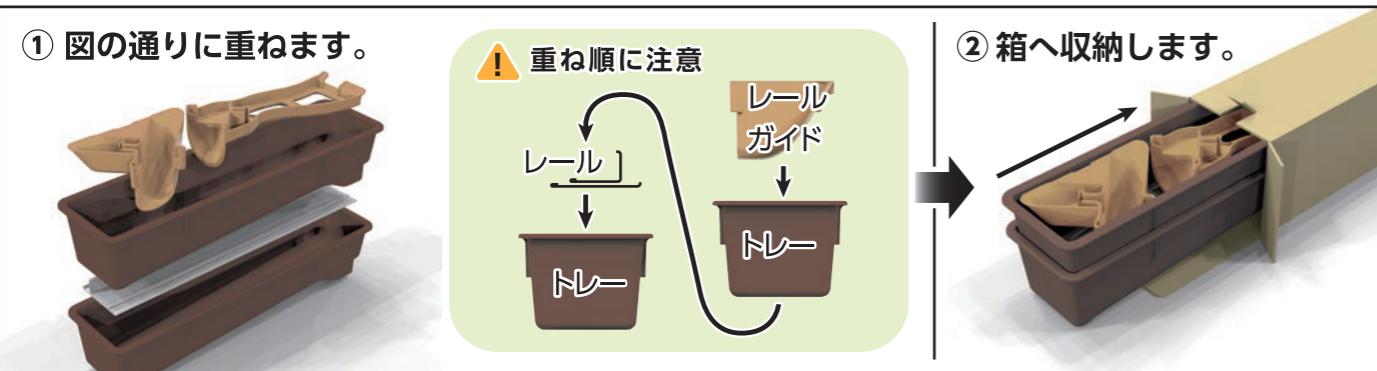 ① 図の通りに重ねます。
! 重ね順に注意
レール
ガイド
レール
トレー
トレー
② 箱へ収納します。